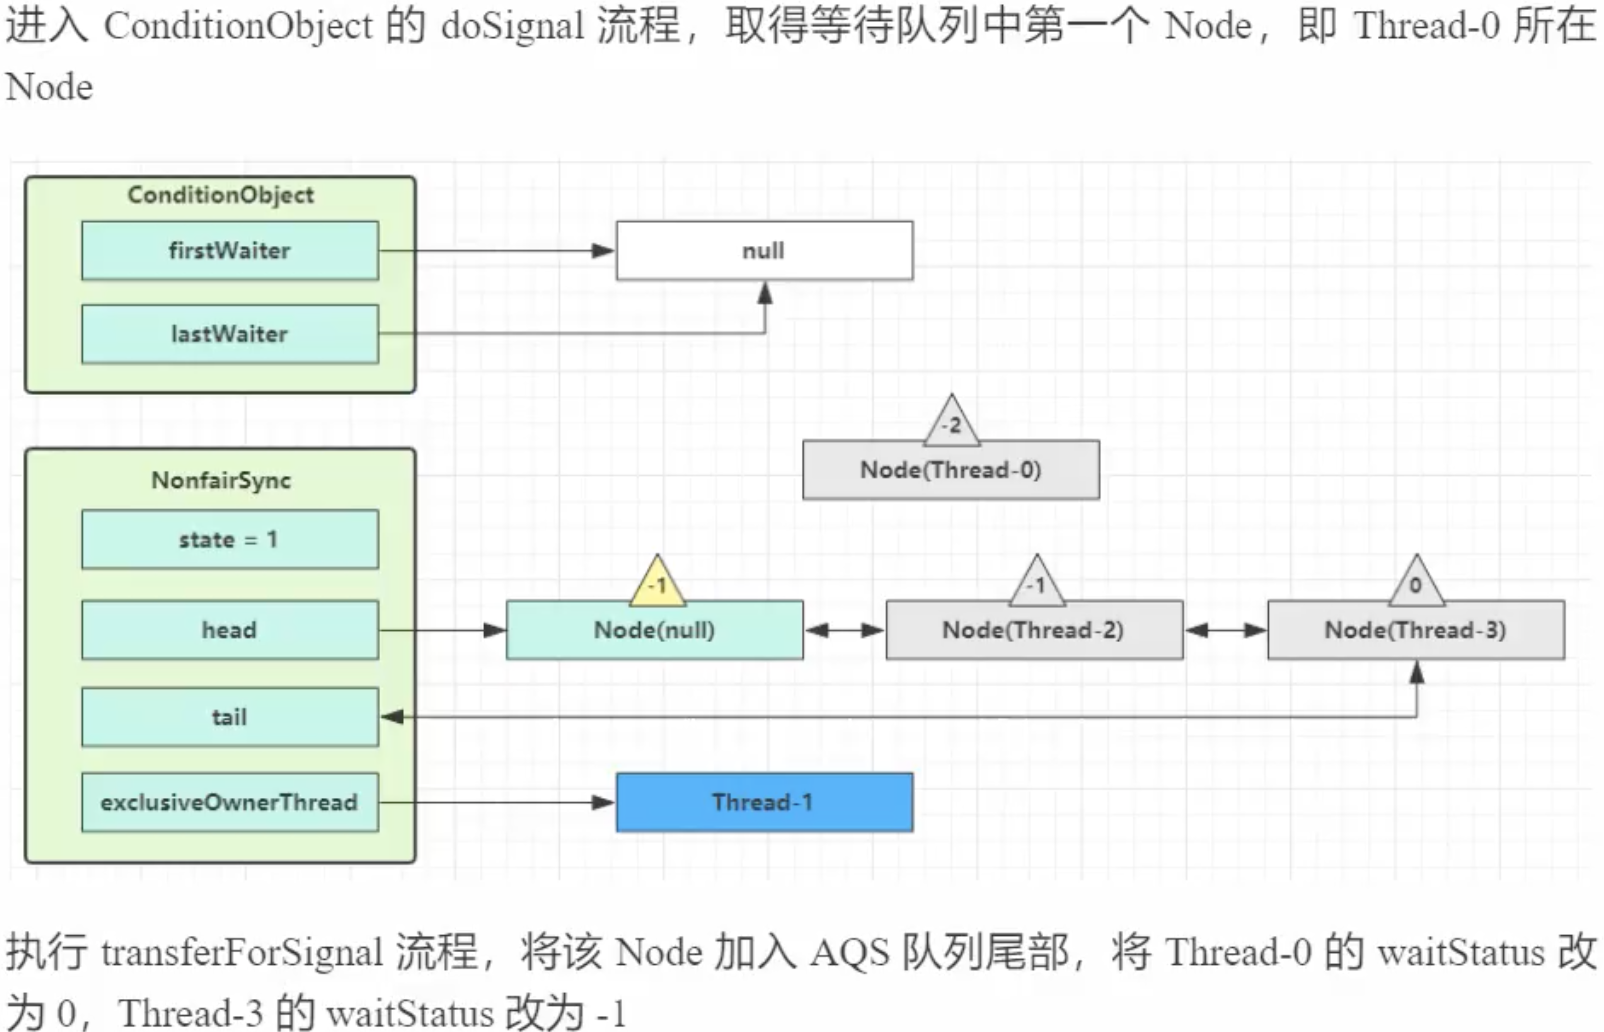 进入 ConditionObject 的 doSignal 流程，取得等待队列中第一个 Node，即 Thread-0 所在
Node
ConditionObject
firstWaiter
null
lastWaiter
-2
Node(Thread-0)
NonfairSync
state = 1
-1
-1
0
head
Node(null)
Node(Thread-2)
Node(Thread-3)
tail
exclusiveOwnerThread
Thread-1
执行 transferForSignal 流程，将该 Node 加入 AQS 队列尾部，将 Thread-0 的 waitStatus 改
为 0，Thread-3 的 waitStatus 改为 -1